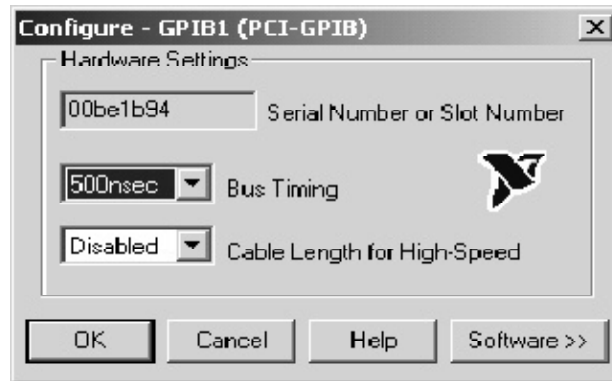 Configure - GPIB1 (PCI-GPIB)
Hardware Settings
00be1b94 Serial Number or Slot Number
500nsec Bus Timing
Disabled Cable Length for High-Speed
OK Cancel Help Software >>